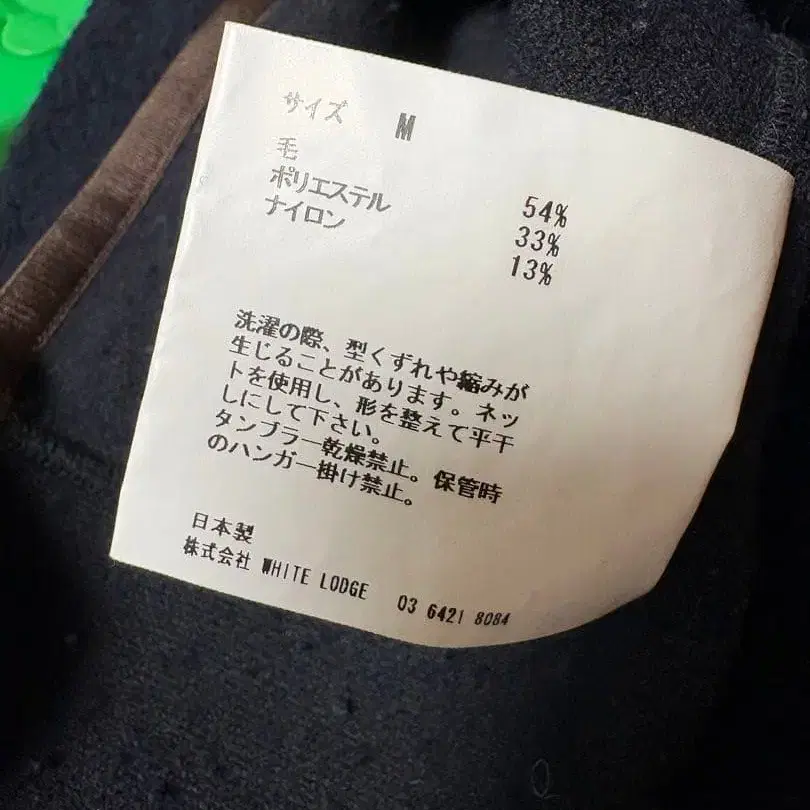 サイズ M
毛 54%
ポリエステル 33%
ナイロン 13%
洗濯の際、型くずれや縮みが
生じることがあります。ネッ
トを使用し、形を整えて平干
しにして下さい。
タンブラー乾燥禁止。保管時
のハンガー掛け禁止。
日本製
株式会社 WHITE LODGE 03 6421 8084